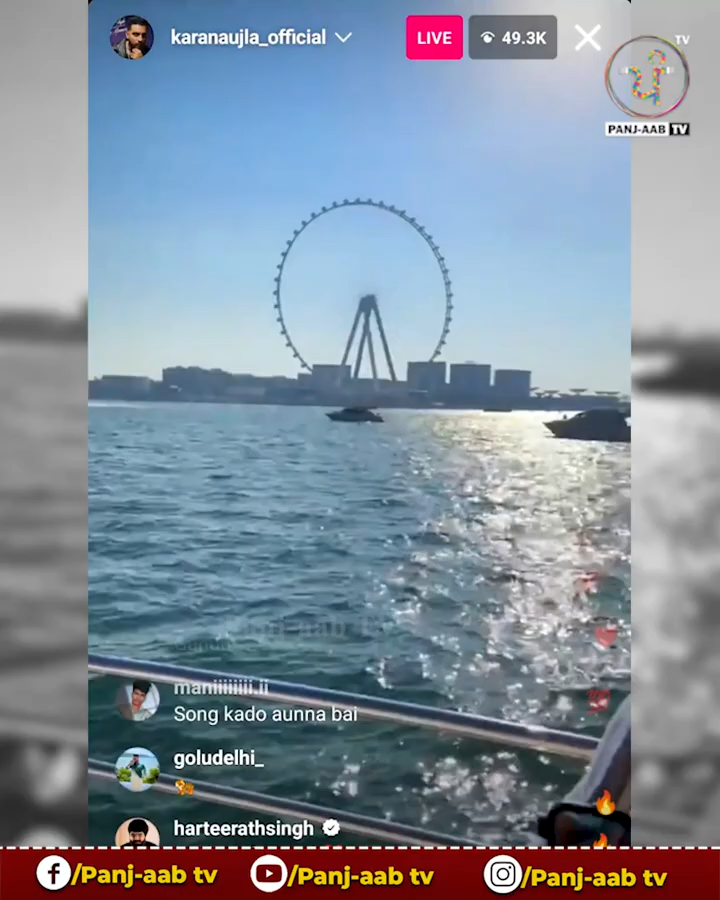 karanaujla_official
LIVE
49.3K
TV
ਪੰ
PANJ-AAB TV
maniiiiiiii.ii
Song kado aunna bai
goludelhi_
harteerathsingh
/Panj-aab tv
/Panj-aab tv
/Panj-aab tv